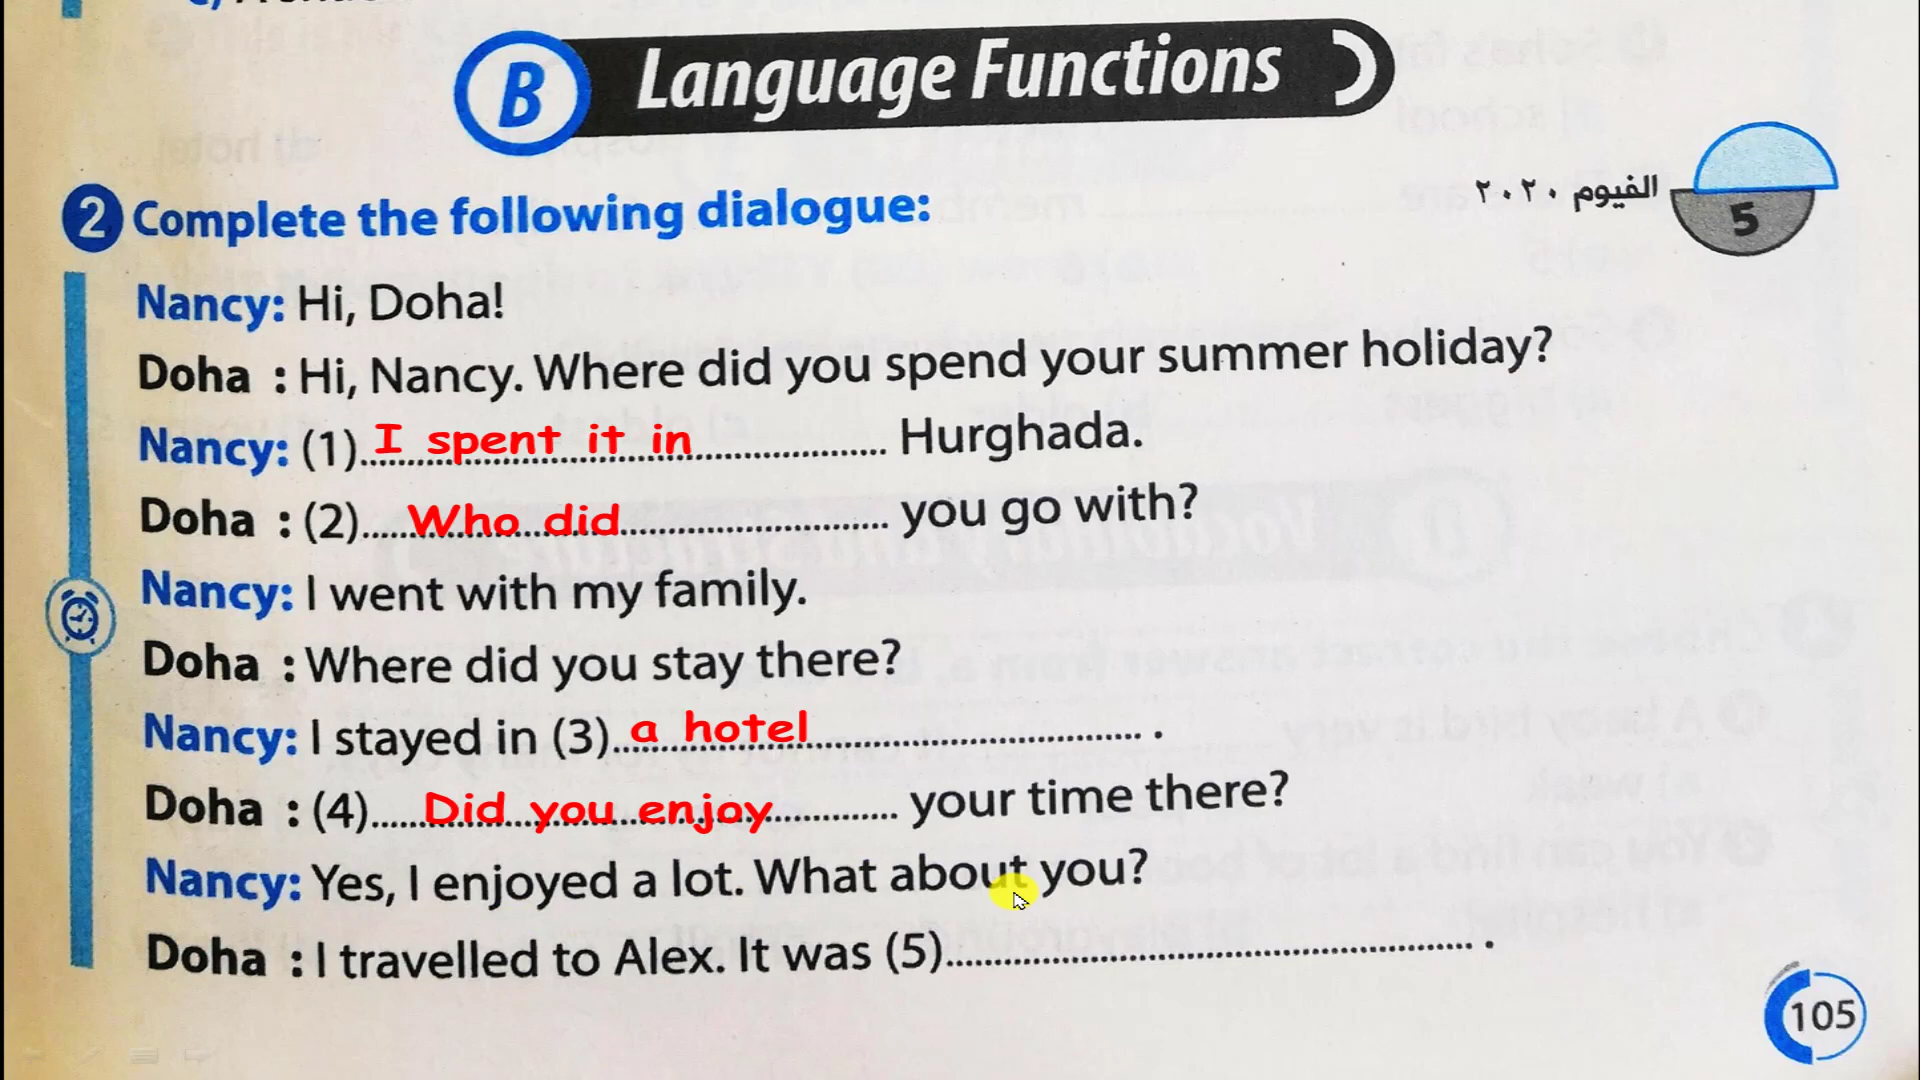 B Language Functions
الفيوم ٢٠٢٠
5
2 Complete the following dialogue:
Nancy: Hi, Doha!
Doha : Hi, Nancy. Where did you spend your summer holiday?
Nancy: (1)...I spent it in............ Hurghada.
Doha : (2)....Who did............ you go with?
Nancy: I went with my family.
Doha : Where did you stay there?
Nancy: I stayed in (3)..a hotel............ .
Doha : (4)....Did you enjoy............ your time there?
Nancy: Yes, I enjoyed a lot. What about you?
Doha : I travelled to Alex. It was (5)............ .
105